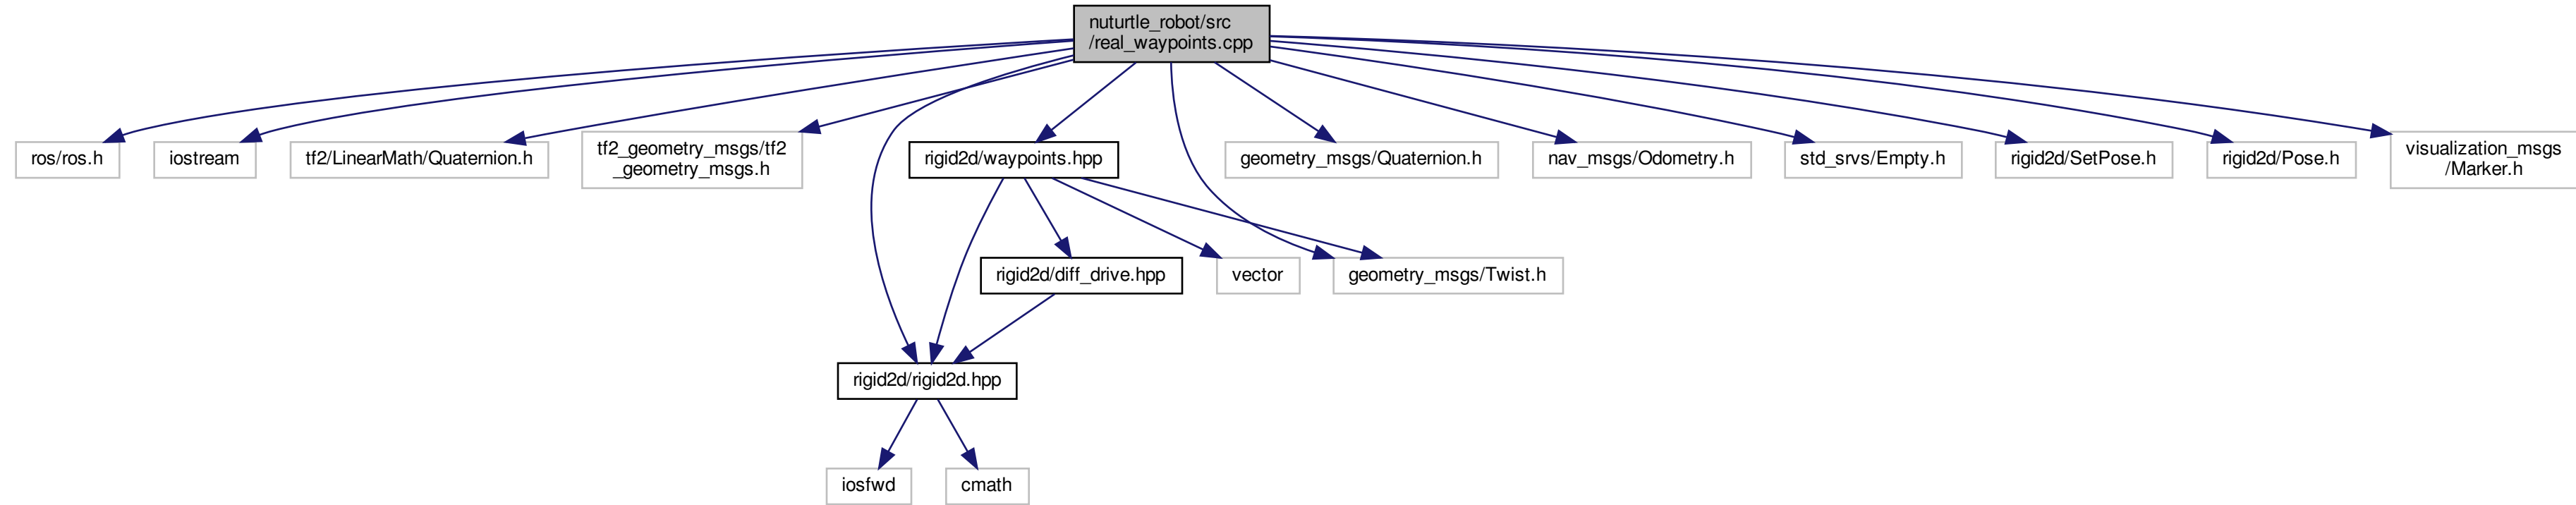 nuturtle_robot/src
/real_waypoints.cpp
ros/ros.h
iostream
tf2/LinearMath/Quaternion.h
tf2_geometry_msgs/tf2
_geometry_msgs.h
rigid2d/waypoints.hpp
geometry_msgs/Quaternion.h
nav_msgs/Odometry.h
std_srvs/Empty.h
rigid2d/SetPose.h
rigid2d/Pose.h
visualization_msgs
/Marker.h
rigid2d/diff_drive.hpp
vector
geometry_msgs/Twist.h
rigid2d/rigid2d.hpp
iosfwd
cmath